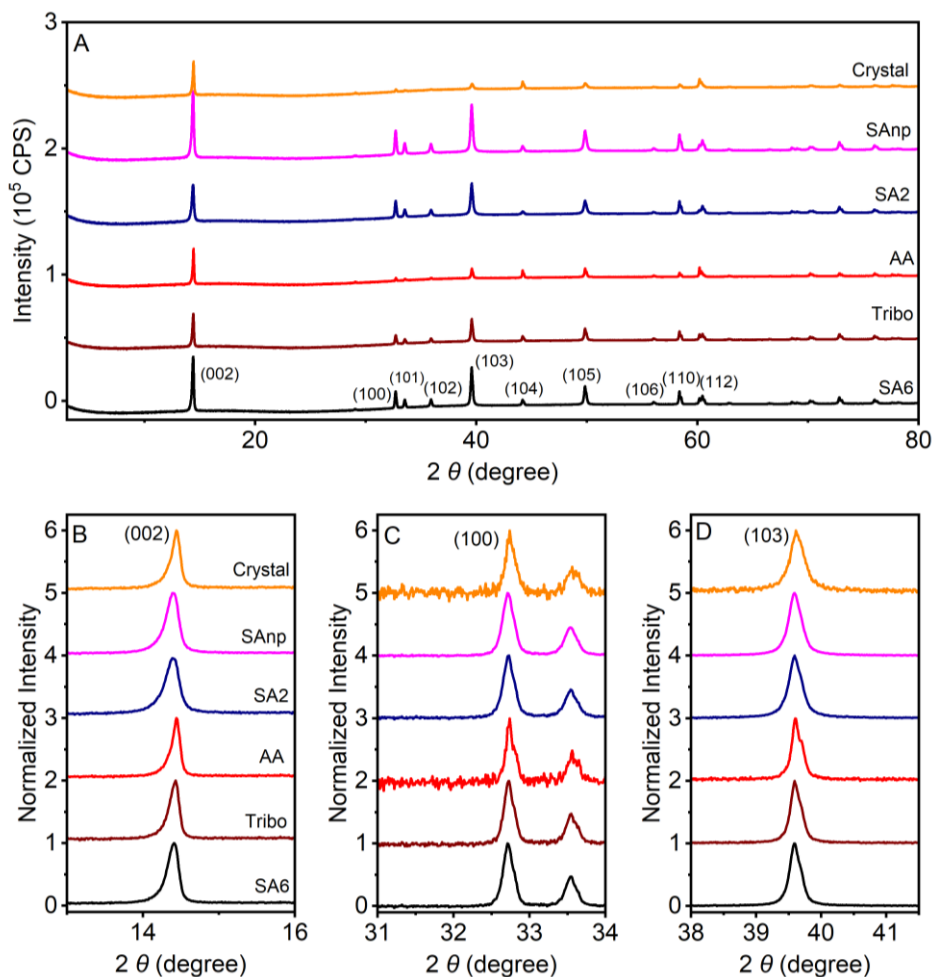 A
3
2
1
0
Intensity (10⁵ CPS)
Crystal
SAnp
SA2
AA
Tribo
SA6
(002)
(100)
(101)
(102)
(103)
(104)
(105)
(106)
(110)
(112)
20 40 60 80
2 θ (degree)
B
(002)
6
5
4
3
2
1
0
Normalized Intensity
Crystal
SAnp
SA2
AA
Tribo
SA6
14 16
2 θ (degree)
C
(100)
6
5
4
3
2
1
0
Normalized Intensity
31 32 33 34
2 θ (degree)
D
(103)
6
5
4
3
2
1
0
Normalized Intensity
38 39 40 41
2 θ (degree)